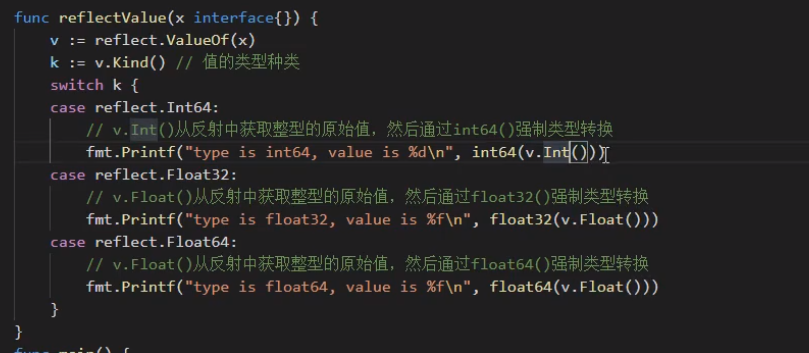 func reflectValue(x interface{}) {
    v := reflect.ValueOf(x)
    k := v.Kind() // 值的类型种类
    switch k {
    case reflect.Int64:
        // v.Int()从反射中获取整型的原始值，然后通过int64()强制类型转换
        fmt.Printf("type is int64, value is %d\n", int64(v.Int()))
    case reflect.Float32:
        // v.Float()从反射中获取整型的原始值，然后通过float32()强制类型转换
        fmt.Printf("type is float32, value is %f\n", float32(v.Float()))
    case reflect.Float64:
        // v.Float()从反射中获取整型的原始值，然后通过float64()强制类型转换
        fmt.Printf("type is float64, value is %f\n", float64(v.Float()))
    }
}
func main() {